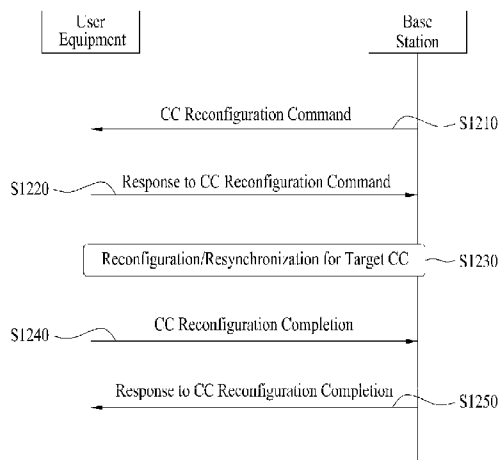 User
Equipment
Base
Station
CC Reconfiguration Command
S1210
Response to CC Reconfiguration Command
S1220
Reconfiguration/Resynchronization for Target CC
S1230
CC Reconfiguration Completion
S1240
Response to CC Reconfiguration Completion
S1250